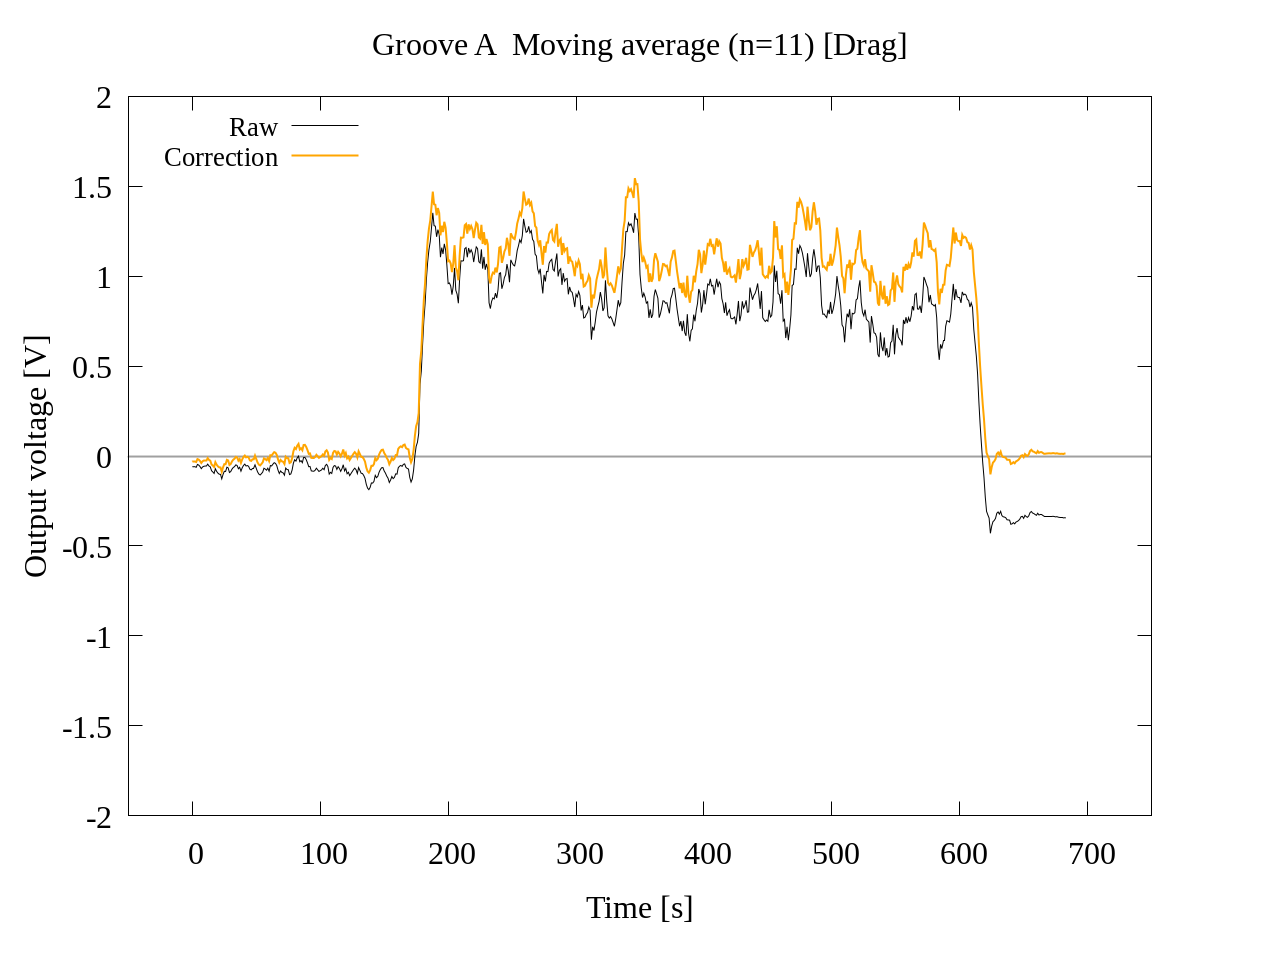 Groove A  Moving average (n=11) [Drag]
Raw
Correction
2
1.5
1
0.5
0
-0.5
-1
-1.5
-2
Output voltage [V]
0 100 200 300 400 500 600 700
Time [s]